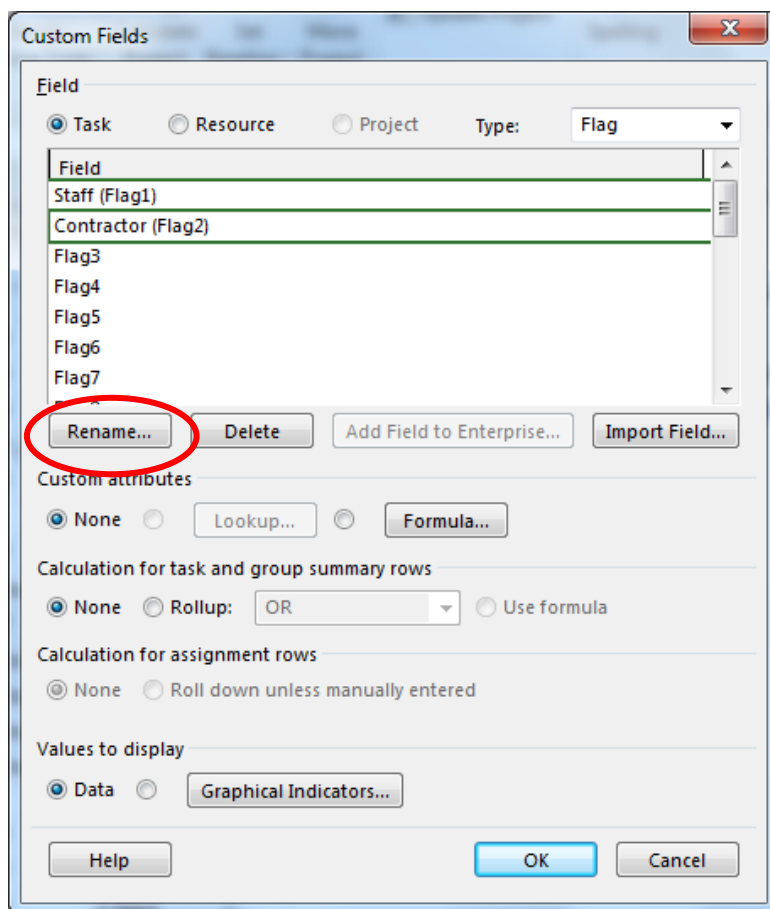 Custom Fields
Field
Task Resource Project Type: Flag
Field
Staff (Flag1)
Contractor (Flag2)
Flag3
Flag4
Flag5
Flag6
Flag7
Rename... Delete Add Field to Enterprise... Import Field...
Custom attributes
None Lookup... Formula...
Calculation for task and group summary rows
None Rollup: OR Use formula
Calculation for assignment rows
None Roll down unless manually entered
Values to display
Data Graphical Indicators...
Help OK Cancel